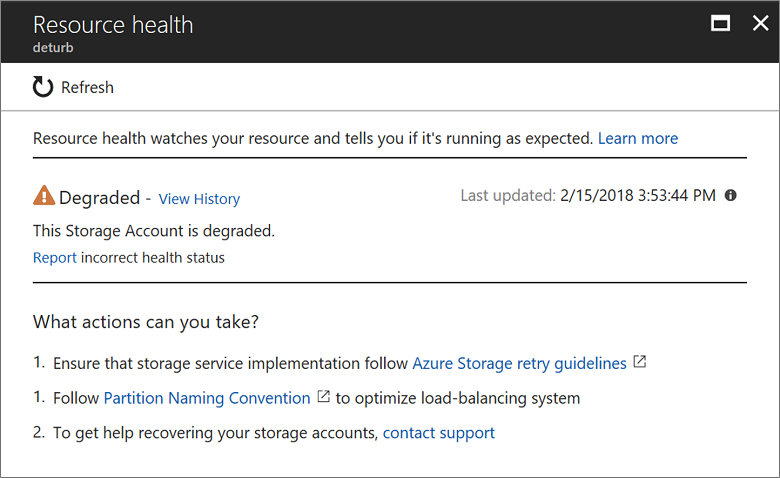 Resource health
deturb
Refresh
Resource health watches your resource and tells you if it's running as expected. Learn more
Degraded - View History
Last updated: 2/15/2018 3:53:44 PM
This Storage Account is degraded.
Report incorrect health status
What actions can you take?
1. Ensure that storage service implementation follow Azure Storage retry guidelines
1. Follow Partition Naming Convention to optimize load-balancing system
2. To get help recovering your storage accounts, contact support